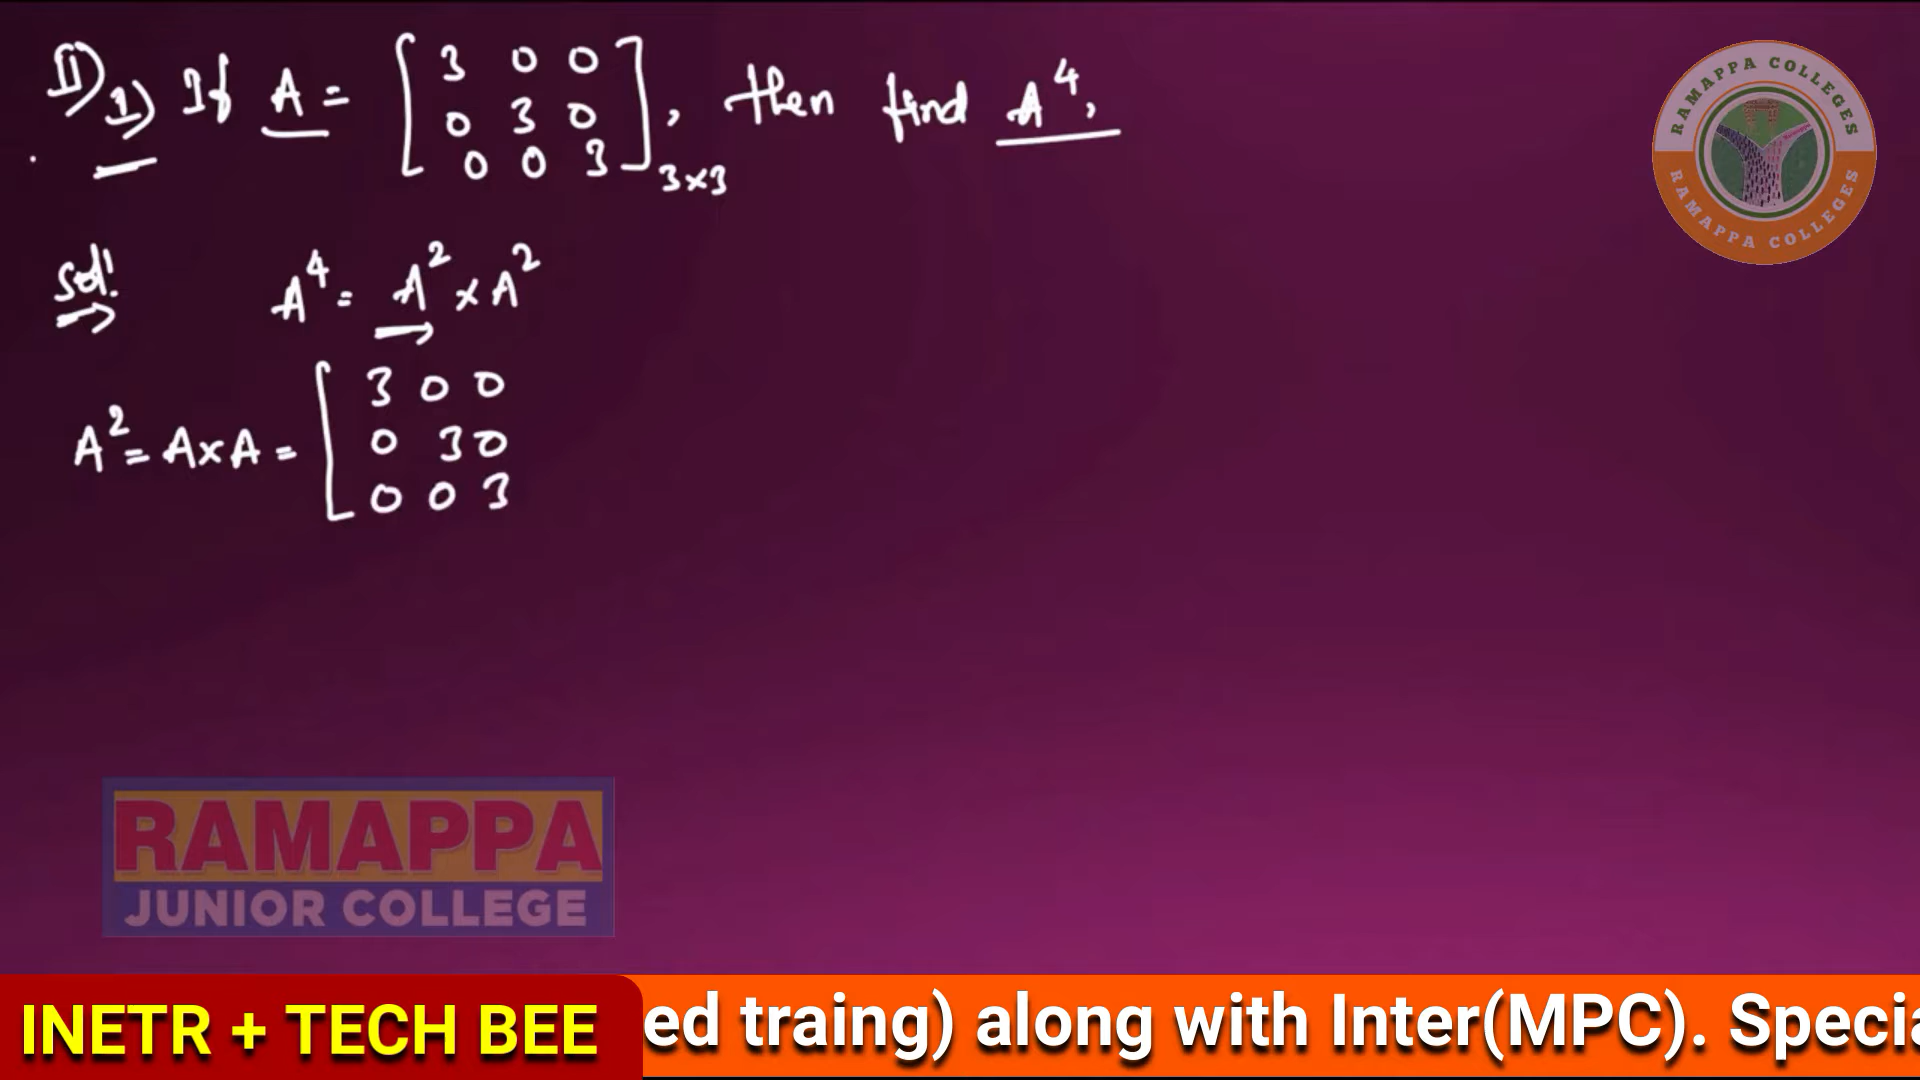 II) 1) If A = [ 3 0 0
0 3 0
0 0 3 ]3×3, then find A⁴,
Sol:
A⁴ = A² × A²
A² = A×A = [ 3 0 0
0 3 0
0 0 3
RAMAPPA COLLEGES
RAMAPPA COLLEGES
RAMAPPA
JUNIOR COLLEGE
INETR + TECH BEE
ed traing) along with Inter(MPC). Specia